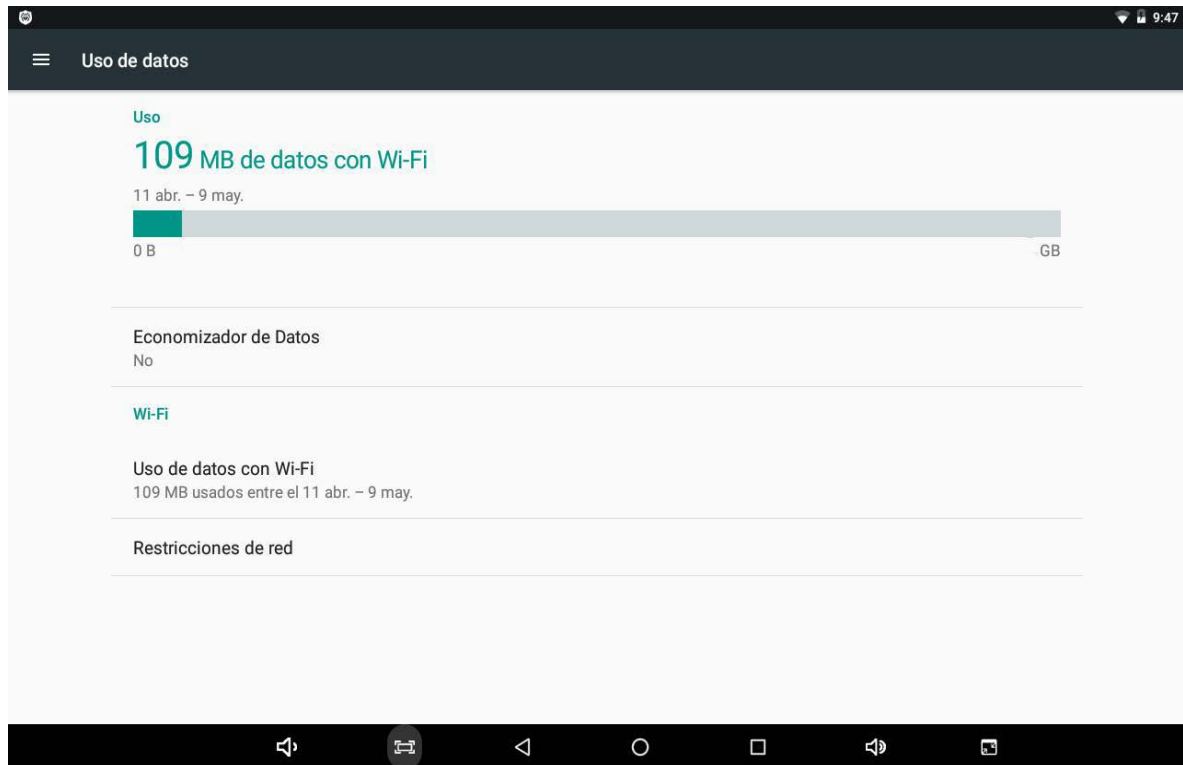 9:47
Uso de datos
Uso
109 MB de datos con Wi-Fi
11 abr. – 9 may.
0 B GB
Economizador de Datos
No
Wi-Fi
Uso de datos con Wi-Fi
109 MB usados entre el 11 abr. – 9 may.
Restricciones de red